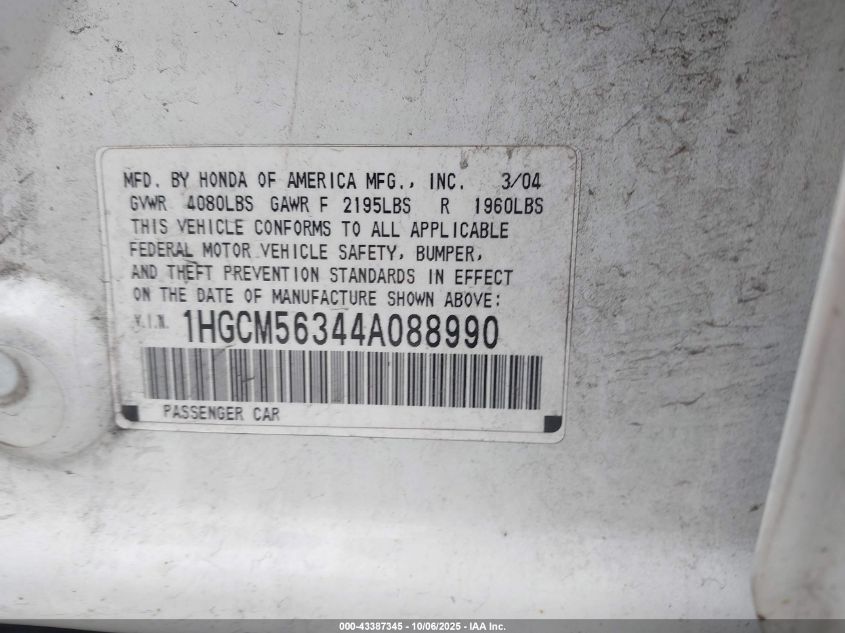 MFD. BY HONDA OF AMERICA MFG., INC. 3/04
GVWR 4080LBS GAWR F 2195LBS R 1960LBS
THIS VEHICLE CONFORMS TO ALL APPLICABLE
FEDERAL MOTOR VEHICLE SAFETY, BUMPER,
AND THEFT PREVENTION STANDARDS IN EFFECT
ON THE DATE OF MANUFACTURE SHOWN ABOVE:
V.I.N. 1HGCM56344A088990
PASSENGER CAR
000-43387345 - 10/06/2025 - IAA Inc.